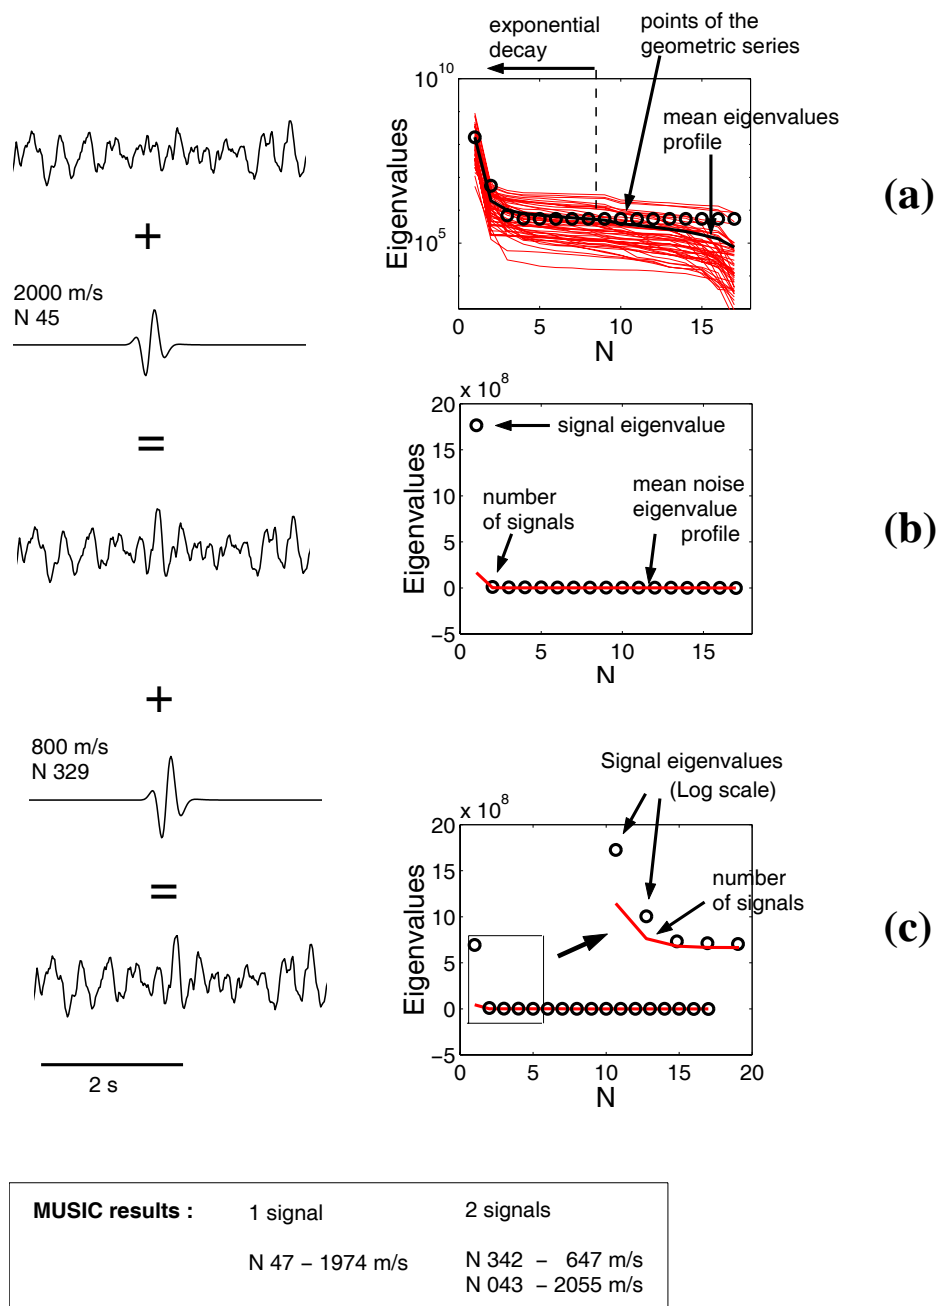 exponential
decay
points of the
geometric series
mean eigenvalues
profile
10^10
10^5
Eigenvalues
0 5 10 15
N
(a)
+
2000 m/s
N 45
=
x 10^8
20
15
10
5
0
−5
Eigenvalues
signal eigenvalue
number
of signals
mean noise
eigenvalue
profile
0 5 10 15
N
(b)
+
800 m/s
N 329
=
2 s
Signal eigenvalues
(Log scale)
x 10^8
20
15
10
5
0
−5
Eigenvalues
number
of signals
0 5 10 15 20
N
(c)
MUSIC results :
1 signal
2 signals
N 47 − 1974 m/s
N 342 − 647 m/s
N 043 − 2055 m/s